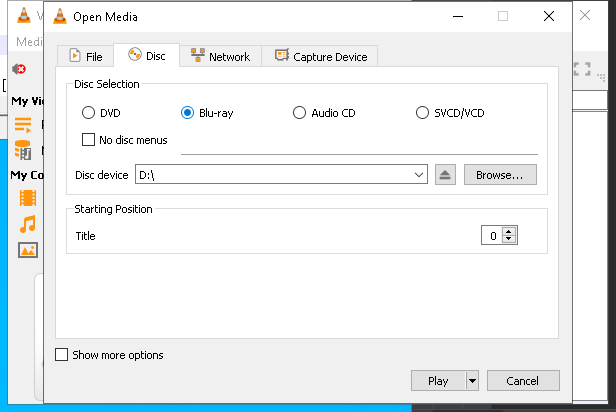 Open Media
Medi
File
Disc
Network
Capture Device
Disc Selection
DVD
Blu-ray
Audio CD
SVCD/VCD
No disc menus
My Vi
Disc device
D:\
Browse...
My Co
Starting Position
Title
0
Show more options
Play
Cancel